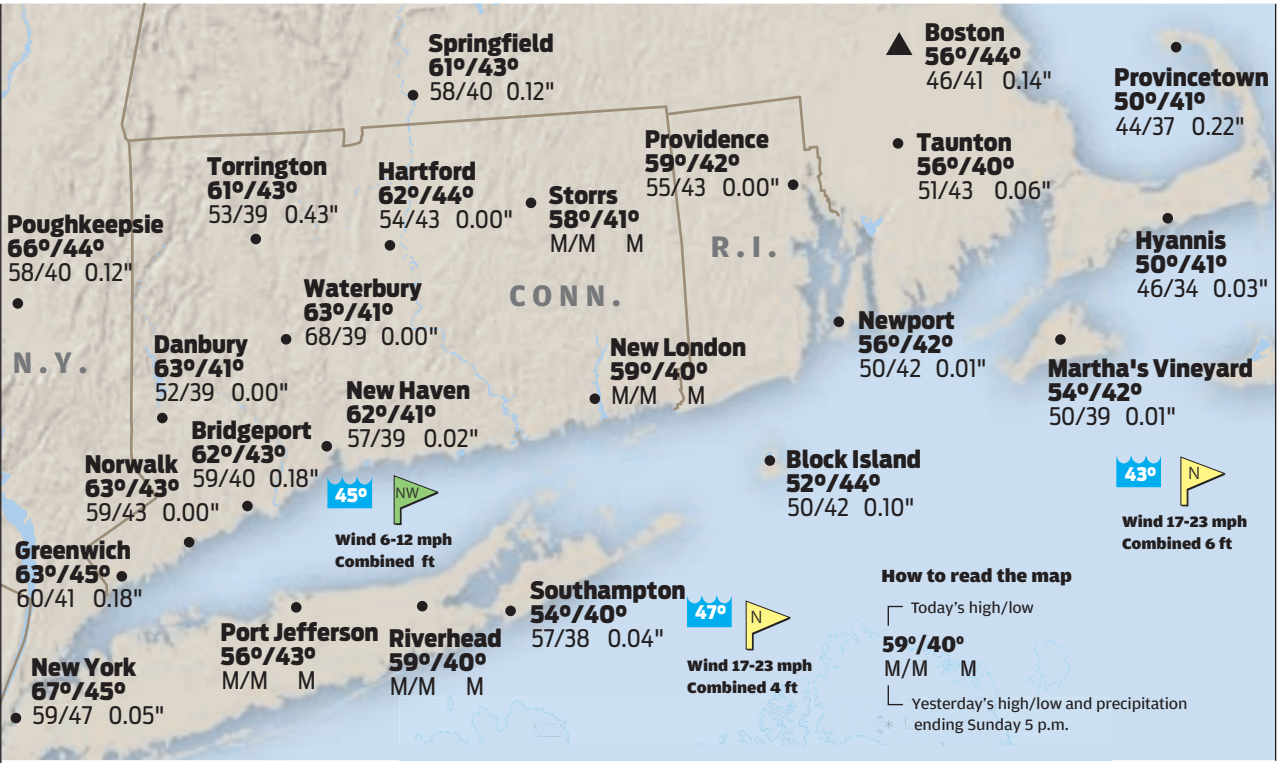 Springfield
61º/43º
58/40 0.12"
Boston
56º/44º
46/41 0.14"
Provincetown
50º/41º
44/37 0.22"
Torrington
61º/43º
53/39 0.43"
Hartford
62º/44º
54/43 0.00"
Storrs
58º/41º
M/M M
Providence
59º/42º
55/43 0.00"
Taunton
56º/40º
51/43 0.06"
Poughkeepsie
66º/44º
58/40 0.12"
R.I.
Hyannis
50º/41º
46/34 0.03"
Waterbury
63º/41º
68/39 0.00"
CONN.
N.Y.
Danbury
63º/41º
52/39 0.00"
New London
59º/40º
M/M M
Newport
56º/42º
50/42 0.01"
Martha's Vineyard
54º/42º
50/39 0.01"
New Haven
62º/41º
57/39 0.02"
Bridgeport
62º/43º
59/40 0.18"
Norwalk
63º/43º
59/43 0.00"
45º
NW
Wind 6-12 mph
Combined ft
Block Island
52º/44º
50/42 0.10"
43º
N
Wind 17-23 mph
Combined 6 ft
Greenwich
63º/45º
60/41 0.18"
Port Jefferson
56º/43º
M/M M
Riverhead
59º/40º
M/M M
Southampton
54º/40º
57/38 0.04"
47º
N
Wind 17-23 mph
Combined 4 ft
New York
67º/45º
59/47 0.05"
How to read the map
Today's high/low
59º/40º
M/M M
Yesterday's high/low and precipitation
ending Sunday 5 p.m.